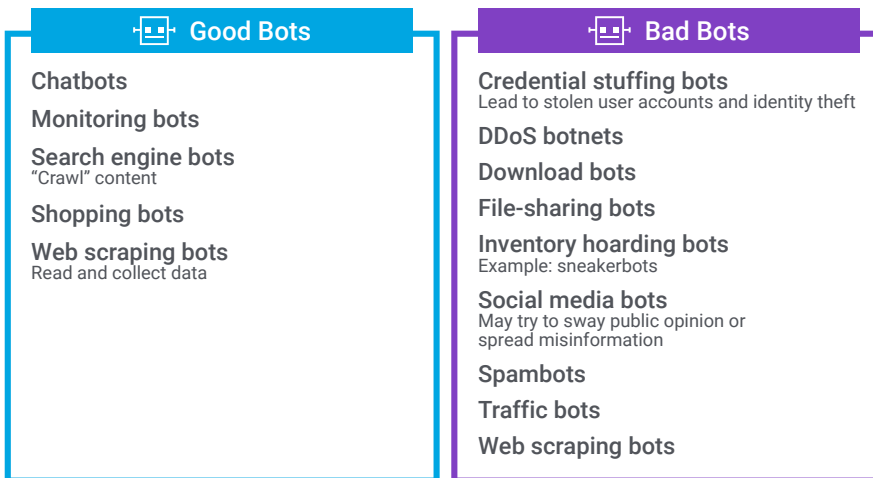 Good Bots
Chatbots
Monitoring bots
Search engine bots
“Crawl” content
Shopping bots
Web scraping bots
Read and collect data
Bad Bots
Credential stuffing bots
Lead to stolen user accounts and identity theft
DDoS botnets
Download bots
File-sharing bots
Inventory hoarding bots
Example: sneakerbots
Social media bots
May try to sway public opinion or
spread misinformation
Spambots
Traffic bots
Web scraping bots